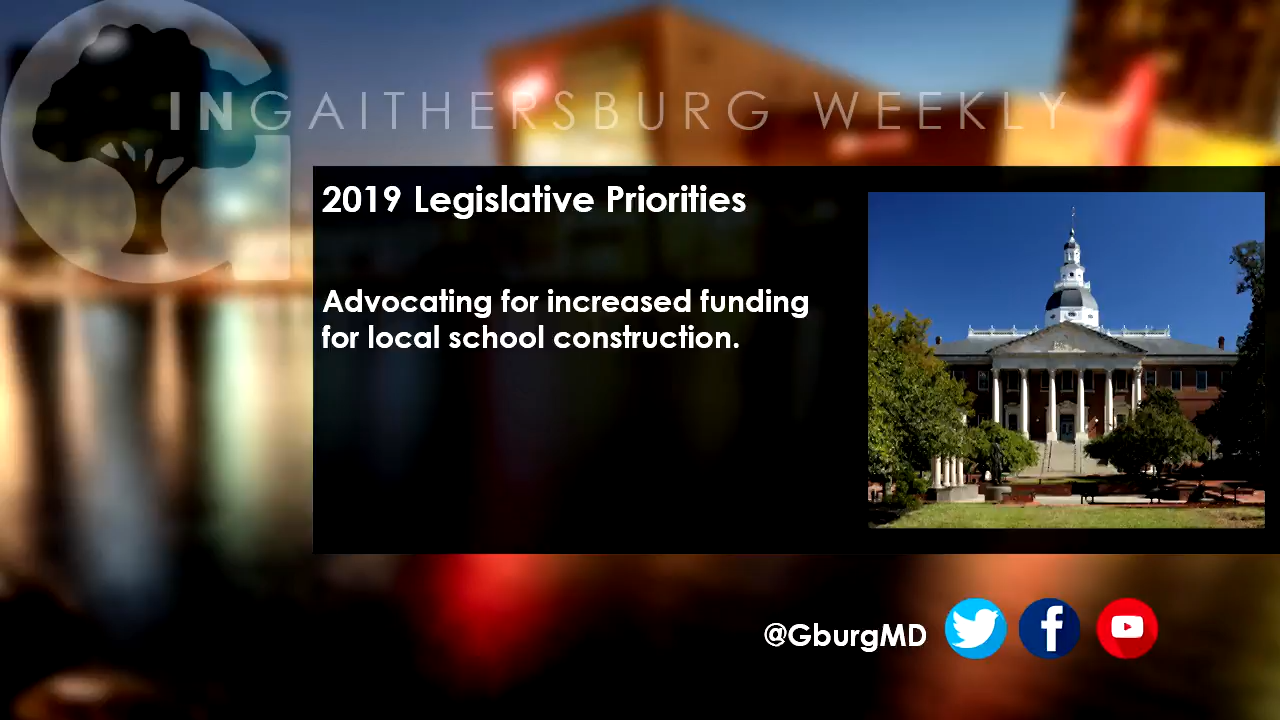 INGAITHERSBURG WEEKLY
2019 Legislative Priorities
Advocating for increased funding
for local school construction.
@GburgMD